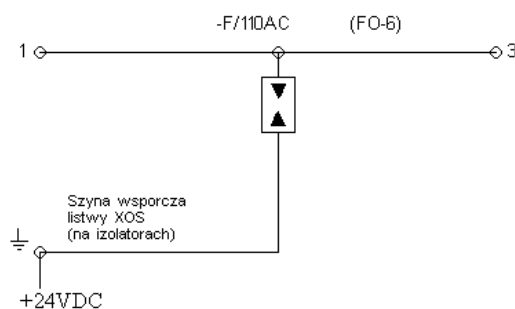 -F/110AC (FO-6)
1 3
Szyna wsporcza
listwy XOS
(na izolatorach)
+24VDC